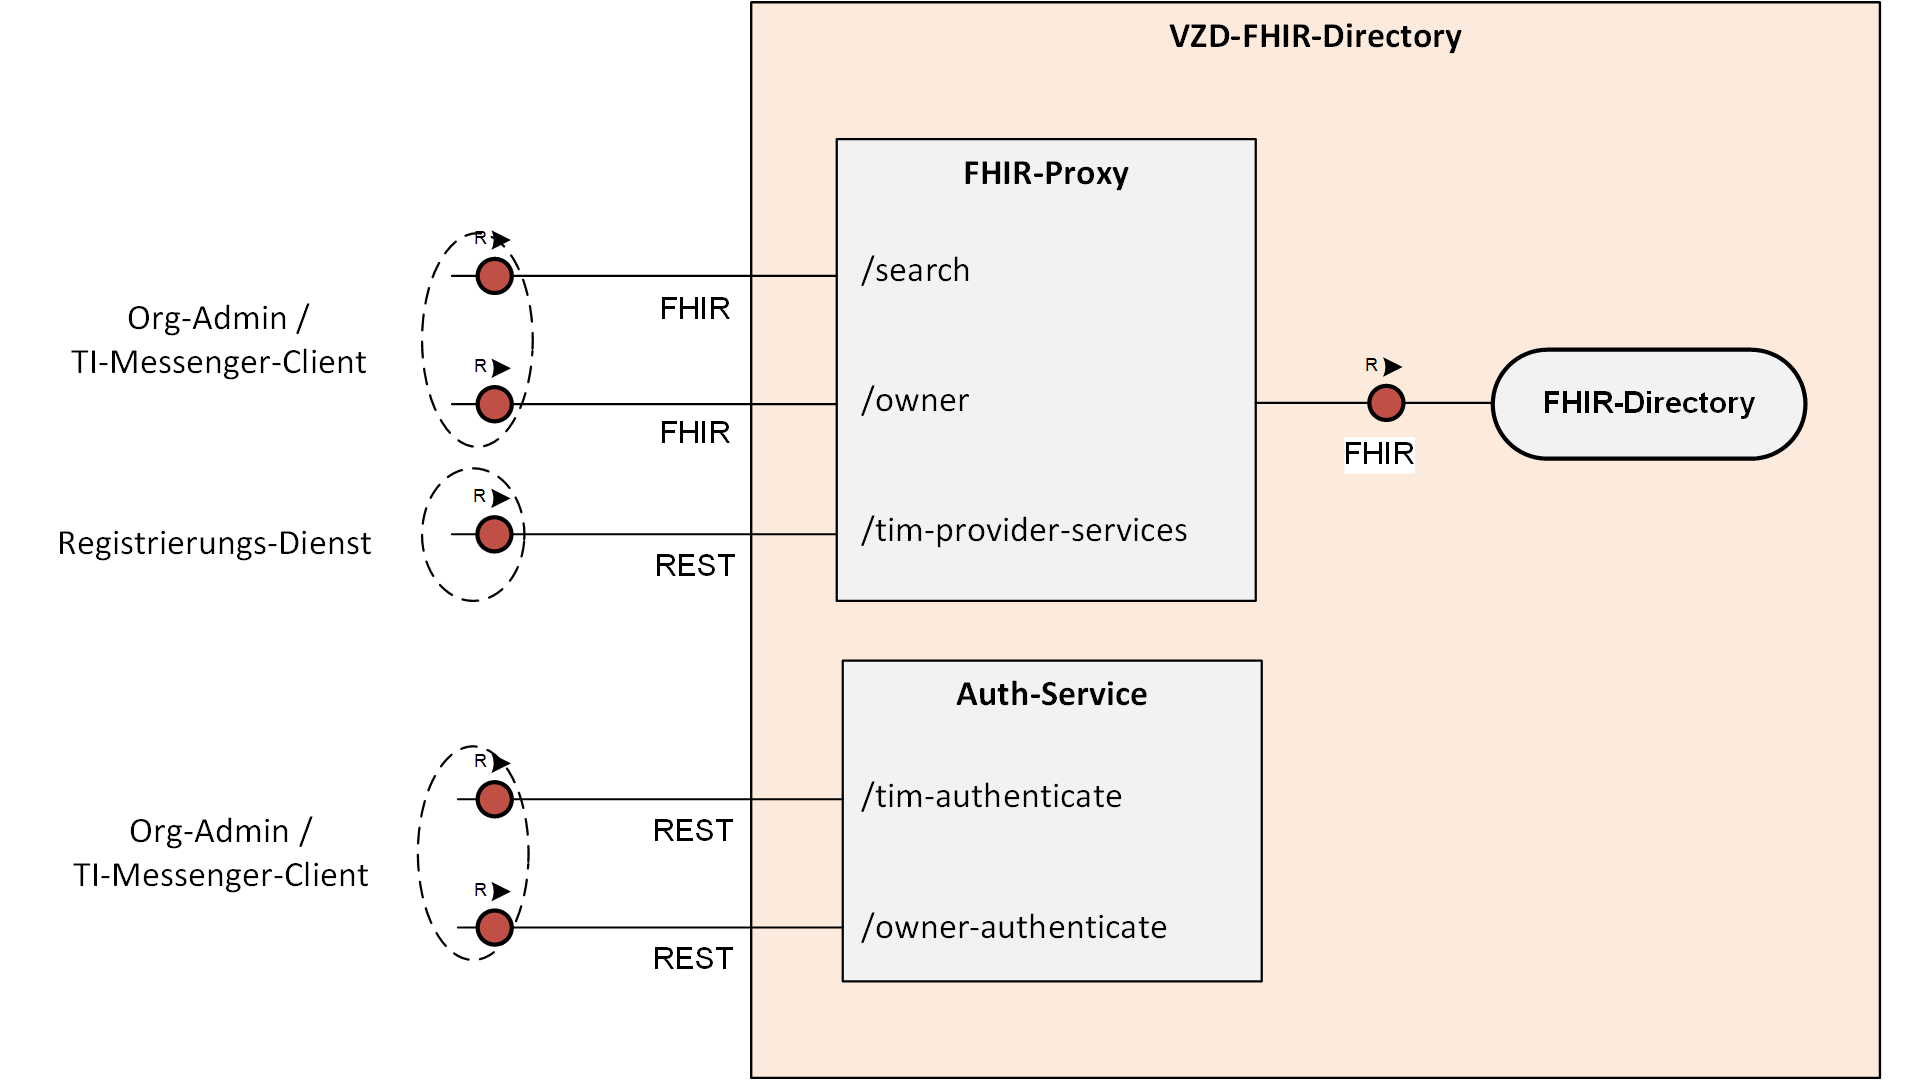 VZD-FHIR-Directory
FHIR-Proxy
R
/search
FHIR
Org-Admin /
TI-Messenger-Client
R
/owner
FHIR
R
FHIR
FHIR-Directory
R
Registrierungs-Dienst
/tim-provider-services
REST
Auth-Service
R
/tim-authenticate
REST
Org-Admin /
TI-Messenger-Client
R
/owner-authenticate
REST